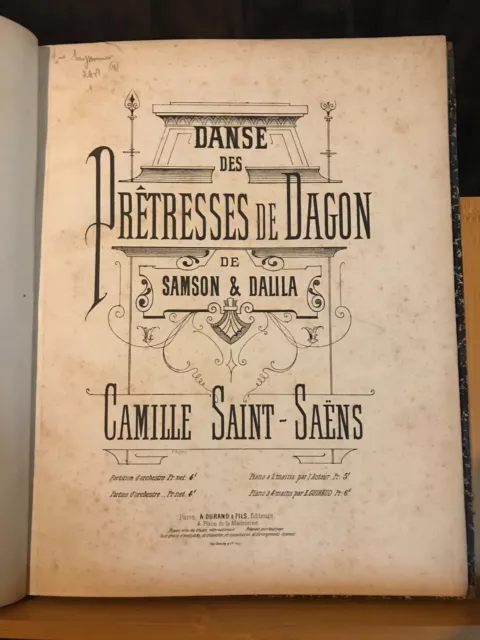 DANSE
DES
PRÊTRESSES DE DAGON
DE
SAMSON & DALILA
CAMILLE SAINT-SAËNS
Partition d'orchestre Pr. net. 4f
Piano à 2 mains par l'Auteur Pr. 5f
Parties d'orchestre .. Pr. net. 4f
Piano à 4 mains par E. GUIRAUD Pr. 6f
Paris, A. DURAND & FILS, Editeurs,
4, Place de la Madeleine